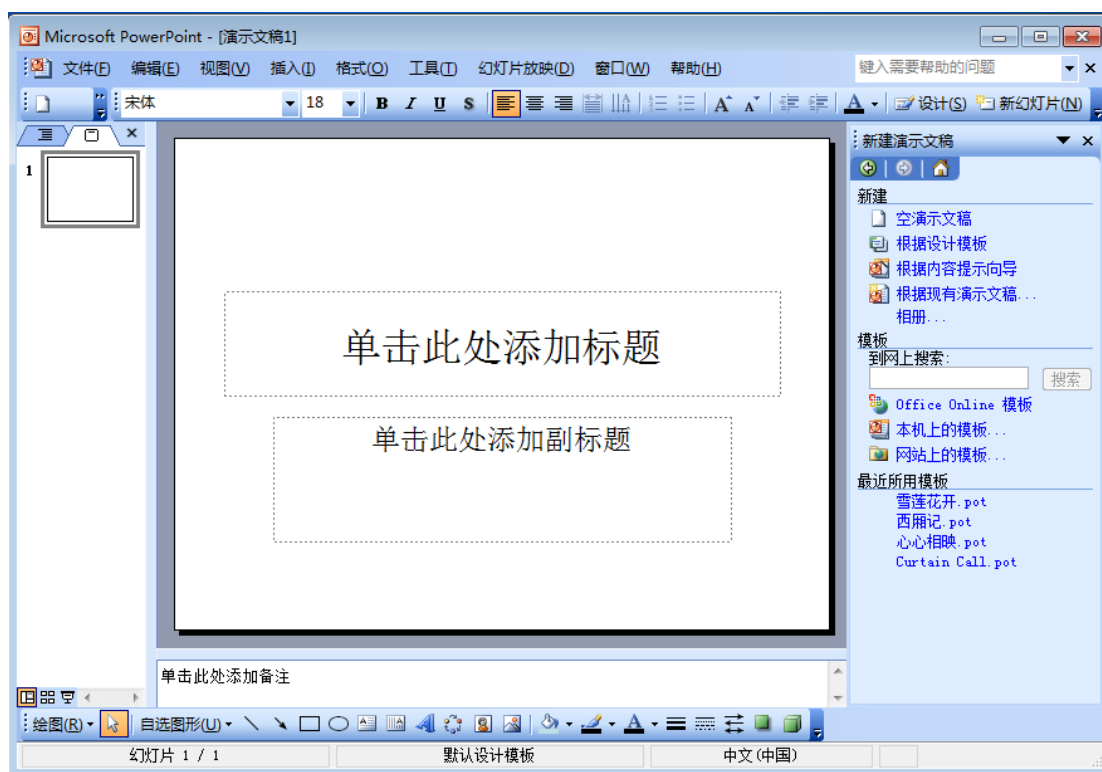 Microsoft PowerPoint - [演示文稿1]
文件(F) 编辑(E) 视图(V) 插入(I) 格式(O) 工具(T) 幻灯片放映(D) 窗口(W) 帮助(H) 键入需要帮助的问题
宋体 18 B I U S A A A 设计(S) 新幻灯片(N)
新建演示文稿
1
新建
空演示文稿
根据设计模板
根据内容提示向导
根据现有演示文稿...
相册...
模板
到网上搜索:
搜索
Office Online 模板
本机上的模板...
网站上的模板...
最近所用模板
雪莲花开.pot
西厢记.pot
心心相映.pot
Curtain Call.pot
单击此处添加标题
单击此处添加副标题
单击此处添加备注
绘图(R) 自选图形(U) A
幻灯片 1 / 1 默认设计模板 中文(中国)